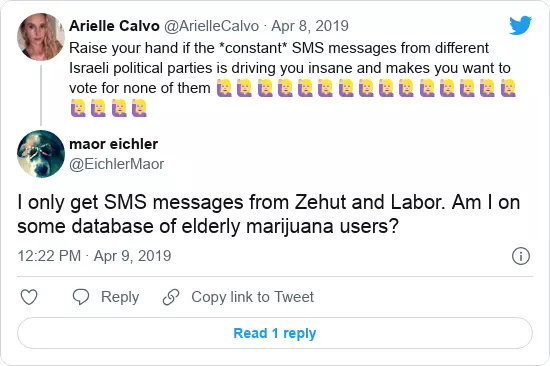 Arielle Calvo @ArielleCalvo · Apr 8, 2019
Raise your hand if the *constant* SMS messages from different
Israeli political parties is driving you insane and makes you want to
vote for none of them 🙋🏼‍♀️🙋🏼‍♀️🙋🏼‍♀️🙋🏼‍♀️🙋🏼‍♀️🙋🏼‍♀️🙋🏼‍♀️🙋🏼‍♀️🙋🏼‍♀️🙋🏼‍♀️🙋🏼‍♀️🙋🏼‍♀️🙋🏼‍♀️🙋🏼‍♀️🙋🏼‍♀️
🙋🏼‍♀️🙋🏼‍♀️🙋🏼‍♀️🙋🏼‍♀️
maor eichler
@EichlerMaor
I only get SMS messages from Zehut and Labor. Am I on
some database of elderly marijuana users?
12:22 PM · Apr 9, 2019
Reply Copy link to Tweet
Read 1 reply